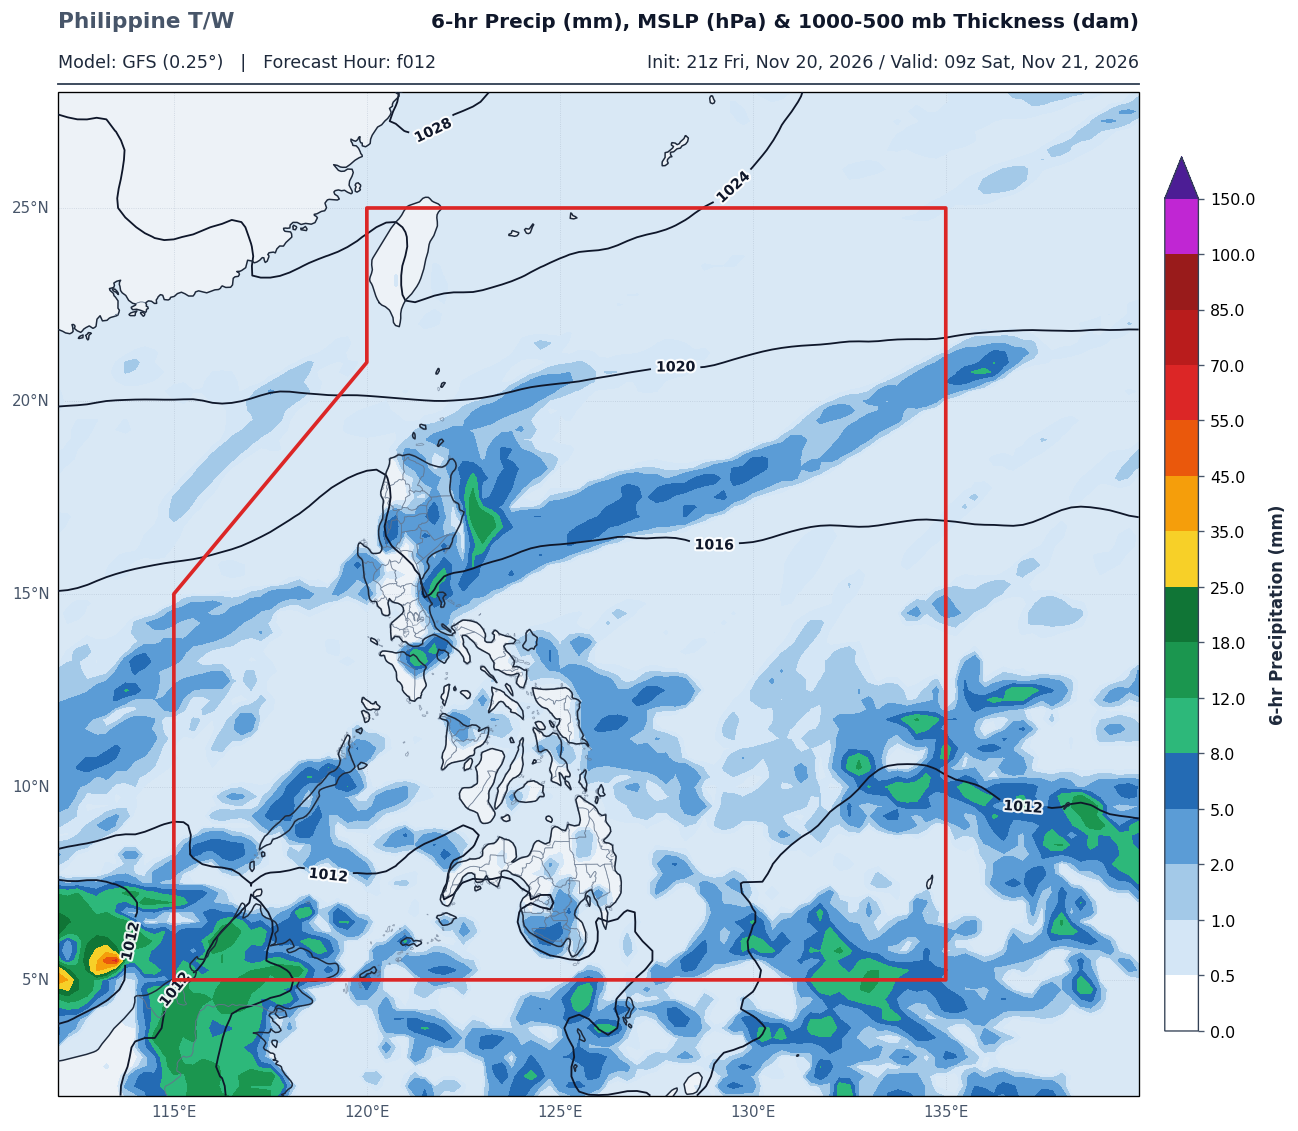 Philippine T/W
6-hr Precip (mm), MSLP (hPa) & 1000-500 mb Thickness (dam)
Model: GFS (0.25°) | Forecast Hour: f012
Init: 21z Fri, Nov 20, 2026 / Valid: 09z Sat, Nov 21, 2026
1028
1024
1020
1016
1012
1012
1012
1012
25°N
20°N
15°N
10°N
5°N
115°E
120°E
125°E
130°E
135°E
150.0
100.0
85.0
70.0
55.0
45.0
35.0
25.0
18.0
12.0
8.0
5.0
2.0
1.0
0.5
0.0
6-hr Precipitation (mm)